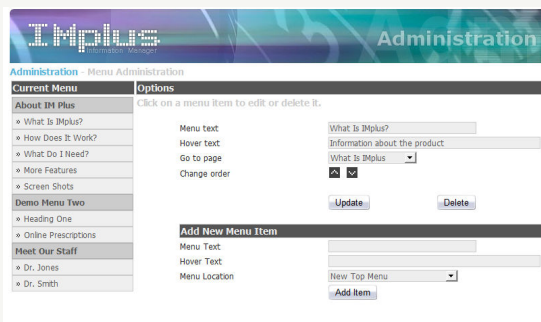 IMplus
Information Manager
Administration
Administration - Menu Administration
Current Menu
Options
About IM Plus
» What Is IMplus?
» How Does It Work?
» What Do I Need?
» More Features
» Screen Shots
Demo Menu Two
» Heading One
» Online Prescriptions
Meet Our Staff
» Dr. Jones
» Dr. Smith
Click on a menu item to edit or delete it.
Menu text What Is IMplus?
Hover text Information about the product
Go to page What Is IMplus
Change order
Update Delete
Add New Menu Item
Menu Text
Hover Text
Menu Location New Top Menu
Add Item